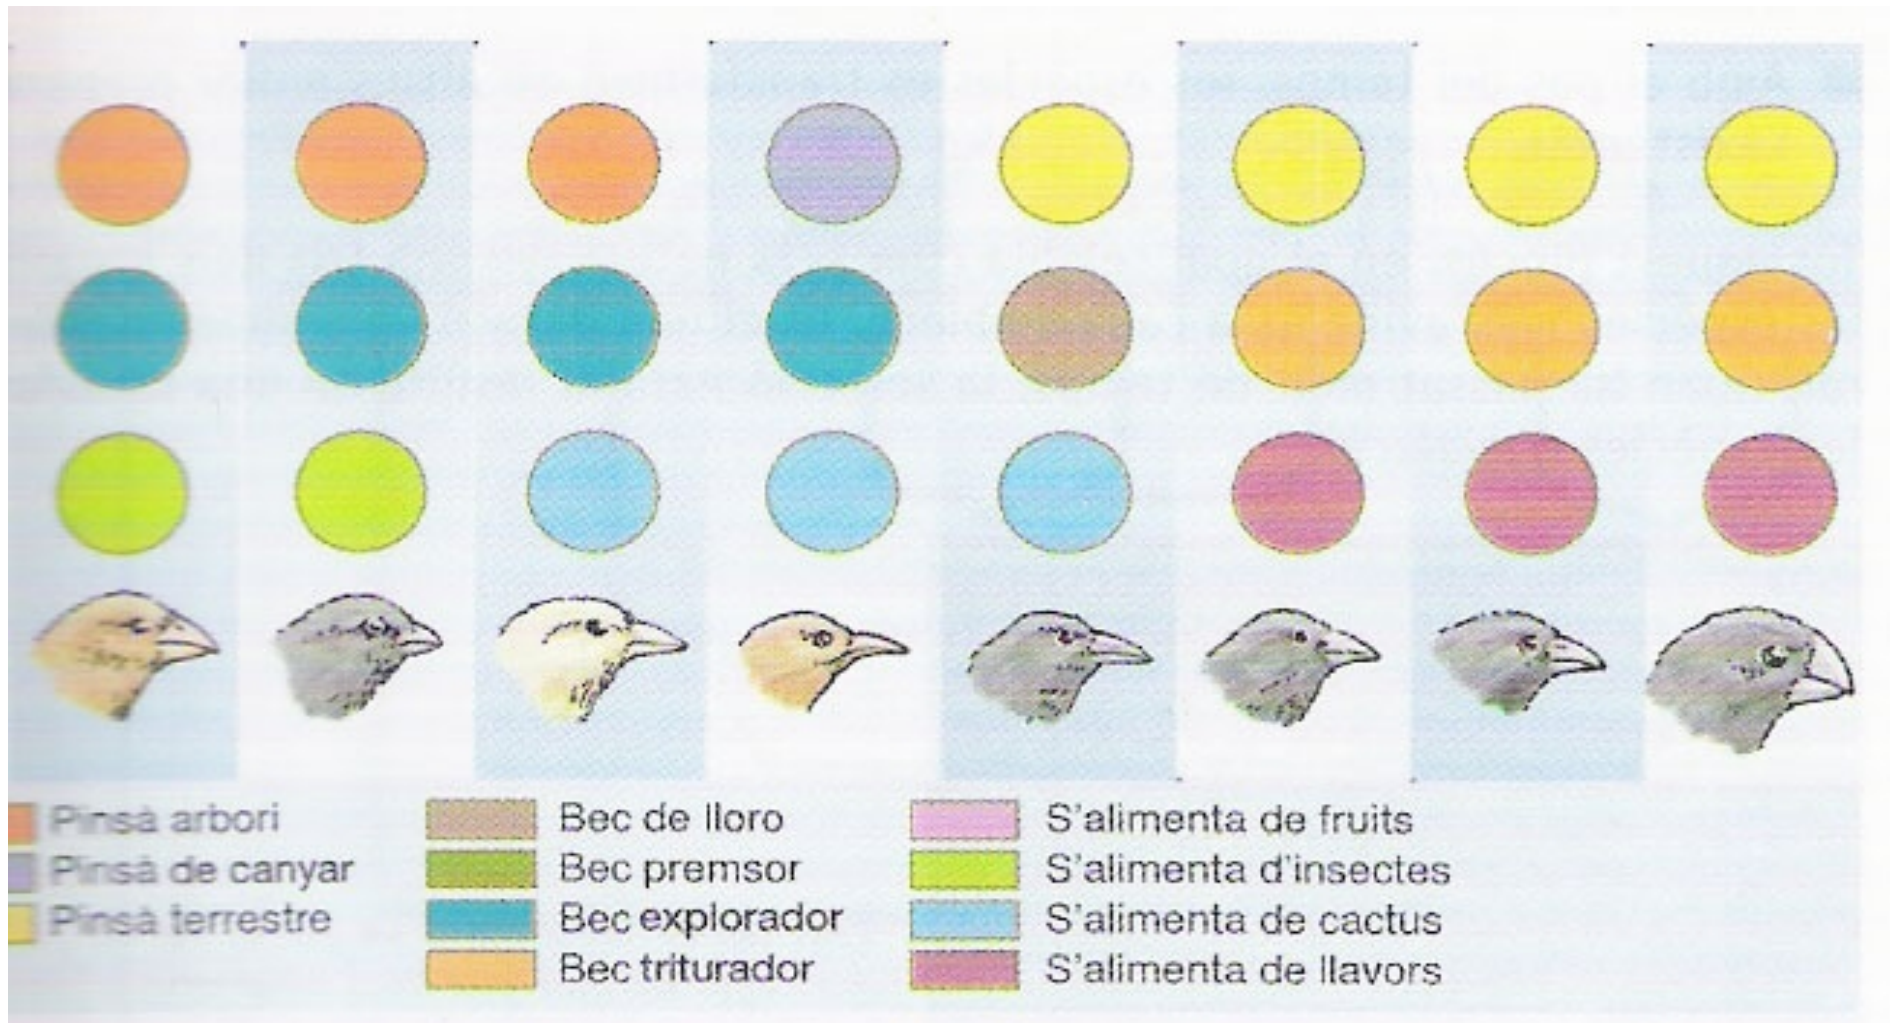 Pinsà arbori
Pinsà de canyar
Pinsà terrestre
Bec de lloro
Bec premsor
Bec explorador
Bec triturador
S'alimenta de fruits
S'alimenta d'insectes
S'alimenta de cactus
S'alimenta de llavors